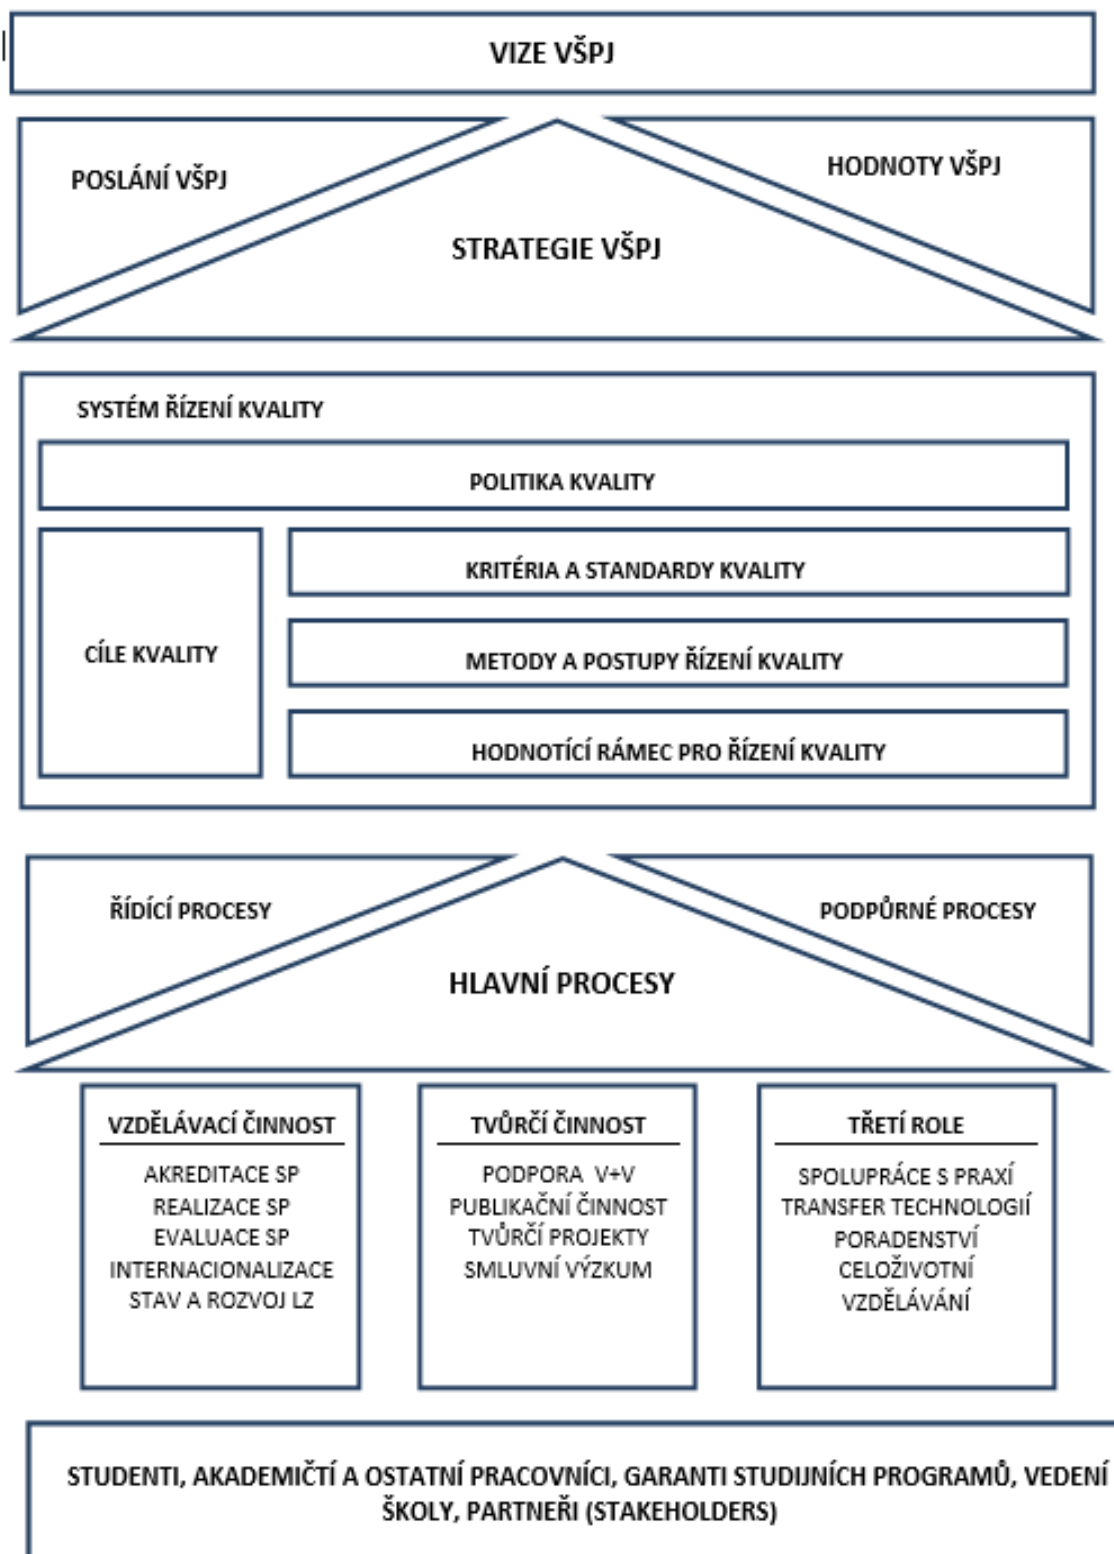 VIZE VŠPJ
POSLÁNÍ VŠPJ
HODNOTY VŠPJ
STRATEGIE VŠPJ
SYSTÉM ŘÍZENÍ KVALITY
POLITIKA KVALITY
CÍLE KVALITY
KRITÉRIA A STANDARDY KVALITY
METODY A POSTUPY ŘÍZENÍ KVALITY
HODNOTÍCÍ RÁMEC PRO ŘÍZENÍ KVALITY
ŘÍDÍCÍ PROCESY
PODPŮRNÉ PROCESY
HLAVNÍ PROCESY
VZDĚLÁVACÍ ČINNOST
AKREDITACE SP
REALIZACE SP
EVALUACE SP
INTERNACIONALIZACE
STAV A ROZVOJ LZ
TVŮRČÍ ČINNOST
PODPORA V+V
PUBLIKAČNÍ ČINNOST
TVŮRČÍ PROJEKTY
SMLUVNÍ VÝZKUM
TŘETÍ ROLE
SPOLUPRÁCE S PRAXÍ
TRANSFER TECHNOLOGIÍ
PORADENSTVÍ
CELOŽIVOTNÍ
VZDĚLÁVÁNÍ
STUDENTI, AKADEMIČTÍ A OSTATNÍ PRACOVNÍCI, GARANTI STUDIJNÍCH PROGRAMŮ, VEDENÍ
ŠKOLY, PARTNEŘI (STAKEHOLDERS)